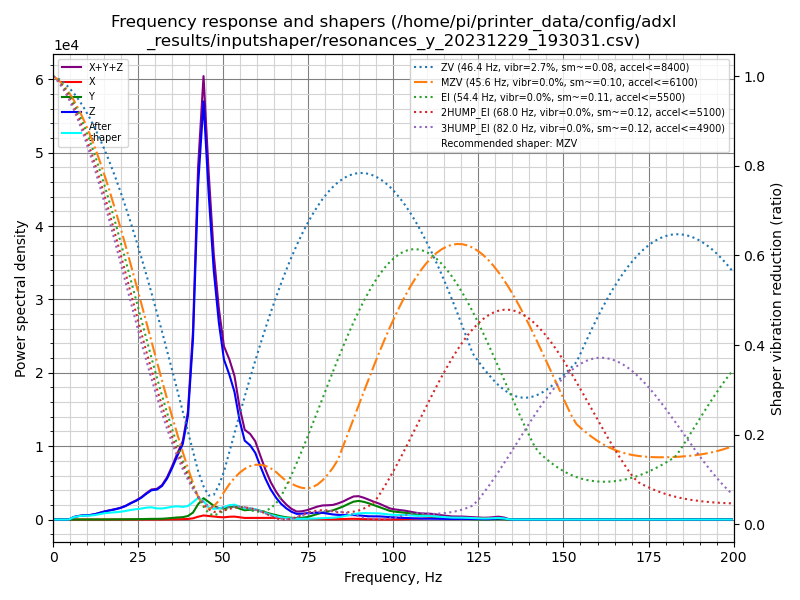 Frequency response and shapers (/home/pi/printer_data/config/adxl
_results/inputshaper/resonances_y_20231229_193031.csv)
1e4
X+Y+Z
X
Y
Z
After
shaper
ZV (46.4 Hz, vibr=2.7%, sm~=0.08, accel<=8400)
MZV (45.6 Hz, vibr=0.0%, sm~=0.10, accel<=6100)
EI (54.4 Hz, vibr=0.0%, sm~=0.11, accel<=5500)
2HUMP_EI (68.0 Hz, vibr=0.0%, sm~=0.12, accel<=5100)
3HUMP_EI (82.0 Hz, vibr=0.0%, sm~=0.12, accel<=4900)
Recommended shaper: MZV
Power spectral density
6
5
4
3
2
1
0
1.0
0.8
0.6
0.4
0.2
0.0
Shaper vibration reduction (ratio)
0 25 50 75 100 125 150 175 200
Frequency, Hz